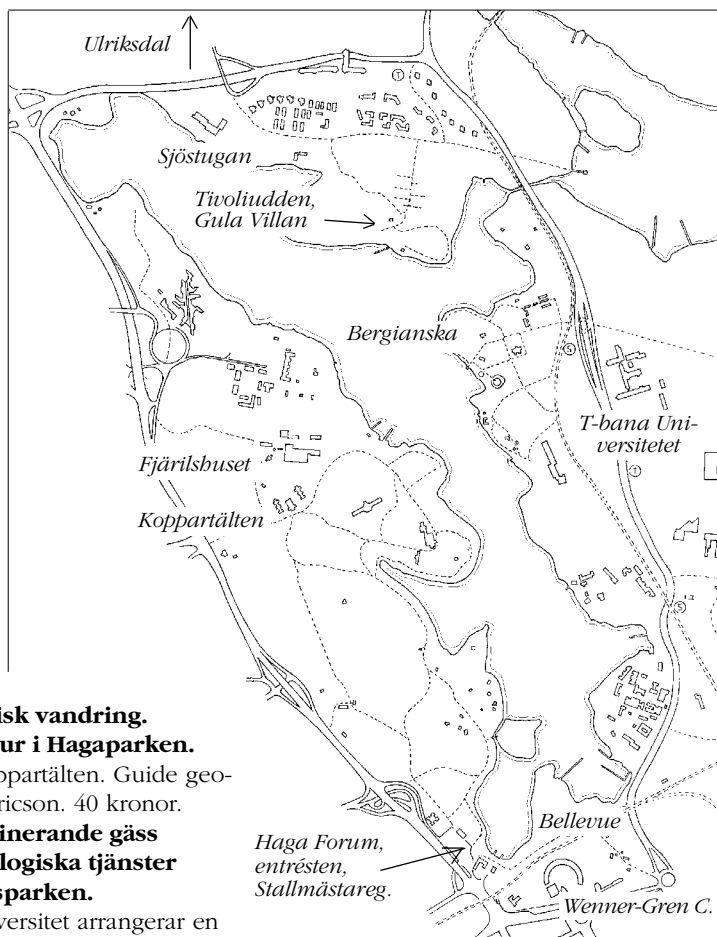 Ulriksdal
T
Sjöstugan
Tivoliudden,
Gula Villan
Bergianska
S
T-bana Uni-
versitetet
T
Fjärilshuset
Koppartälten
S
isk vandring.
ur i Hagaparken.
ppartälten. Guide geo-
ricson. 40 kronor.
inerande gäss
logiska tjänster
sparken.
versitet arrangerar en
Haga Forum,
entrésten,
Stallmästareg.
Bellevue
Wenner-Gren C.